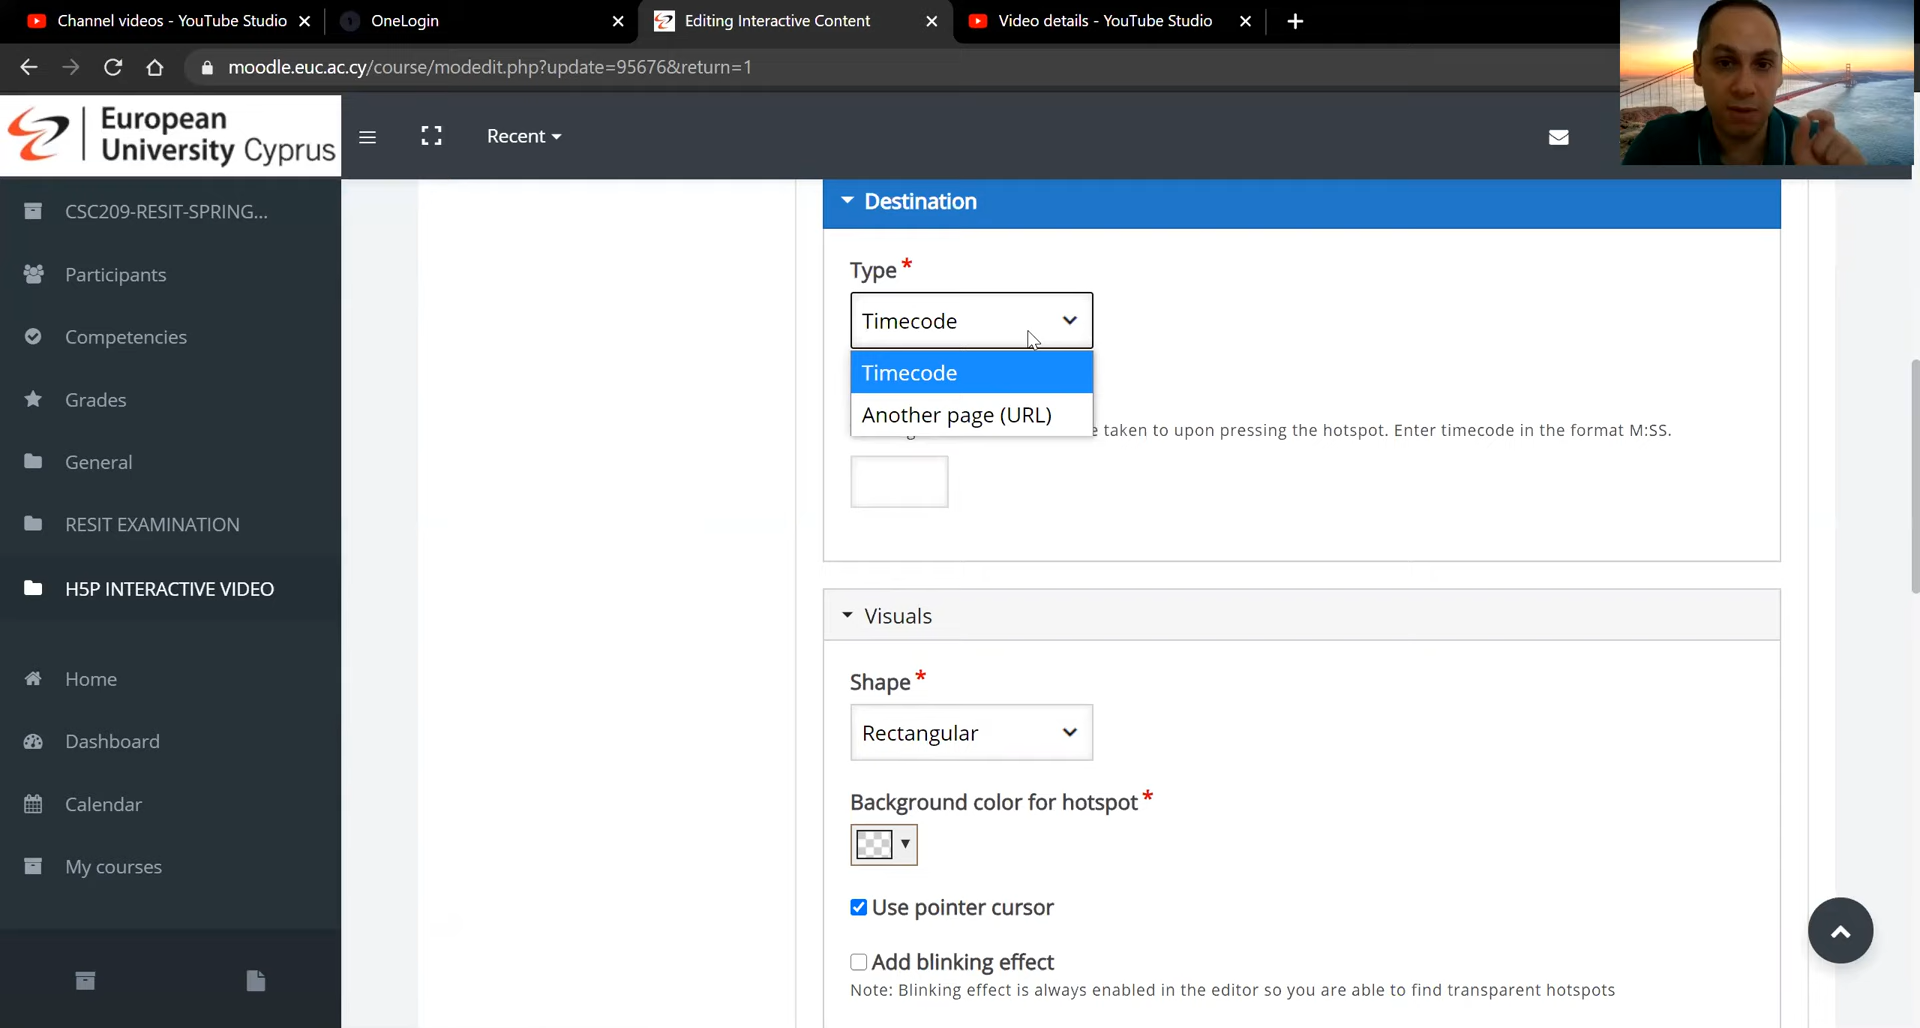 Channel videos - YouTube Studio
OneLogin
Editing Interactive Content
Video details - YouTube Studio
moodle.euc.ac.cy/course/modedit.php?update=95676&return=1
European
University Cyprus
Recent
CSC209-RESIT-SPRING...
Participants
Competencies
Grades
General
RESIT EXAMINATION
H5P INTERACTIVE VIDEO
Home
Dashboard
Calendar
My courses
Destination
Type *
Timecode
Timecode
Another page (URL)
taken to upon pressing the hotspot. Enter timecode in the format M:SS.
Visuals
Shape *
Rectangular
Background color for hotspot *
Use pointer cursor
Add blinking effect
Note: Blinking effect is always enabled in the editor so you are able to find transparent hotspots